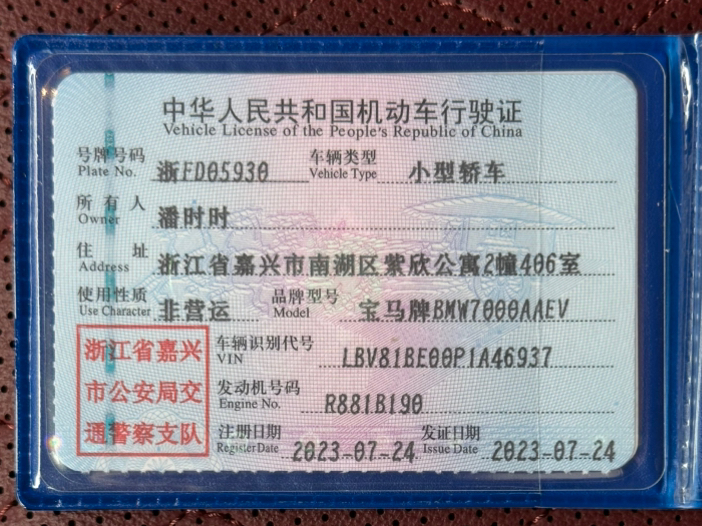 中华人民共和国机动车行驶证
Vehicle License of the People's Republic of China
号牌号码 浙FD05930 车辆类型 小型轿车
Plate No. Vehicle Type
所有人 潘时时
Owner
住址 浙江省嘉兴市南湖区紫欣公寓2幢406室
Address
使用性质 非营运 品牌型号 宝马牌BMW7000AAEV
Use Character Model
浙江省嘉兴
市公安局交
通警察支队
车辆识别代号 LBV81BE00P1A46937
VIN
发动机号码 R881B190
Engine No.
注册日期 2023-07-24 发证日期 2023-07-24
Register Date Issue Date